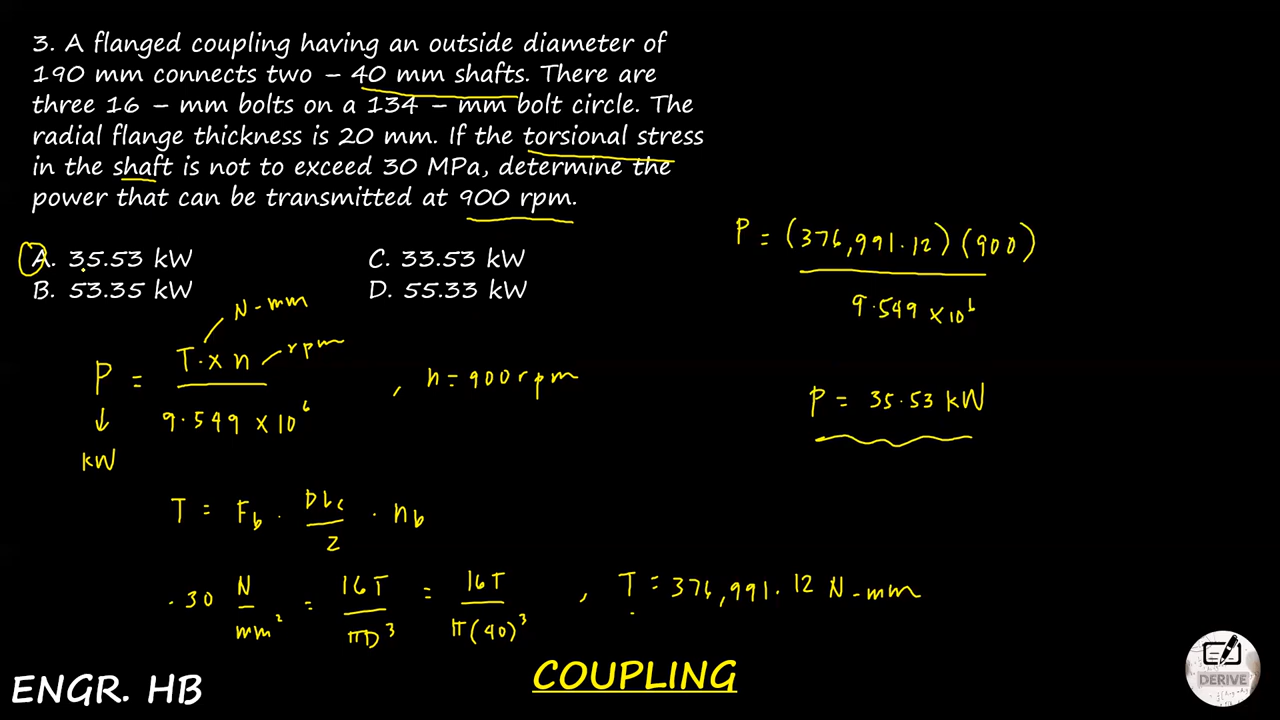 3. A flanged coupling having an outside diameter of
190 mm connects two – 40 mm shafts. There are
three 16 – mm bolts on a 134 – mm bolt circle. The
radial flange thickness is 20 mm. If the torsional stress
in the shaft is not to exceed 30 MPa, determine the
power that can be transmitted at 900 rpm.
A. 35.53 kW C. 33.53 kW
B. 53.35 kW D. 55.33 kW
P = T · x n / 9.549 x 10^6 , n = 900 rpm
N-mm
rpm
kW
T = Fb · Dbc / 2 · nb
· 30 N / mm² = 16T / πD³ = 16T / π(40)³ , T = 376,991.12 N-mm
P = (376,991.12)(900) / 9.549 x 10^6
P = 35.53 kW
COUPLING
ENGR. HB
DERIVE